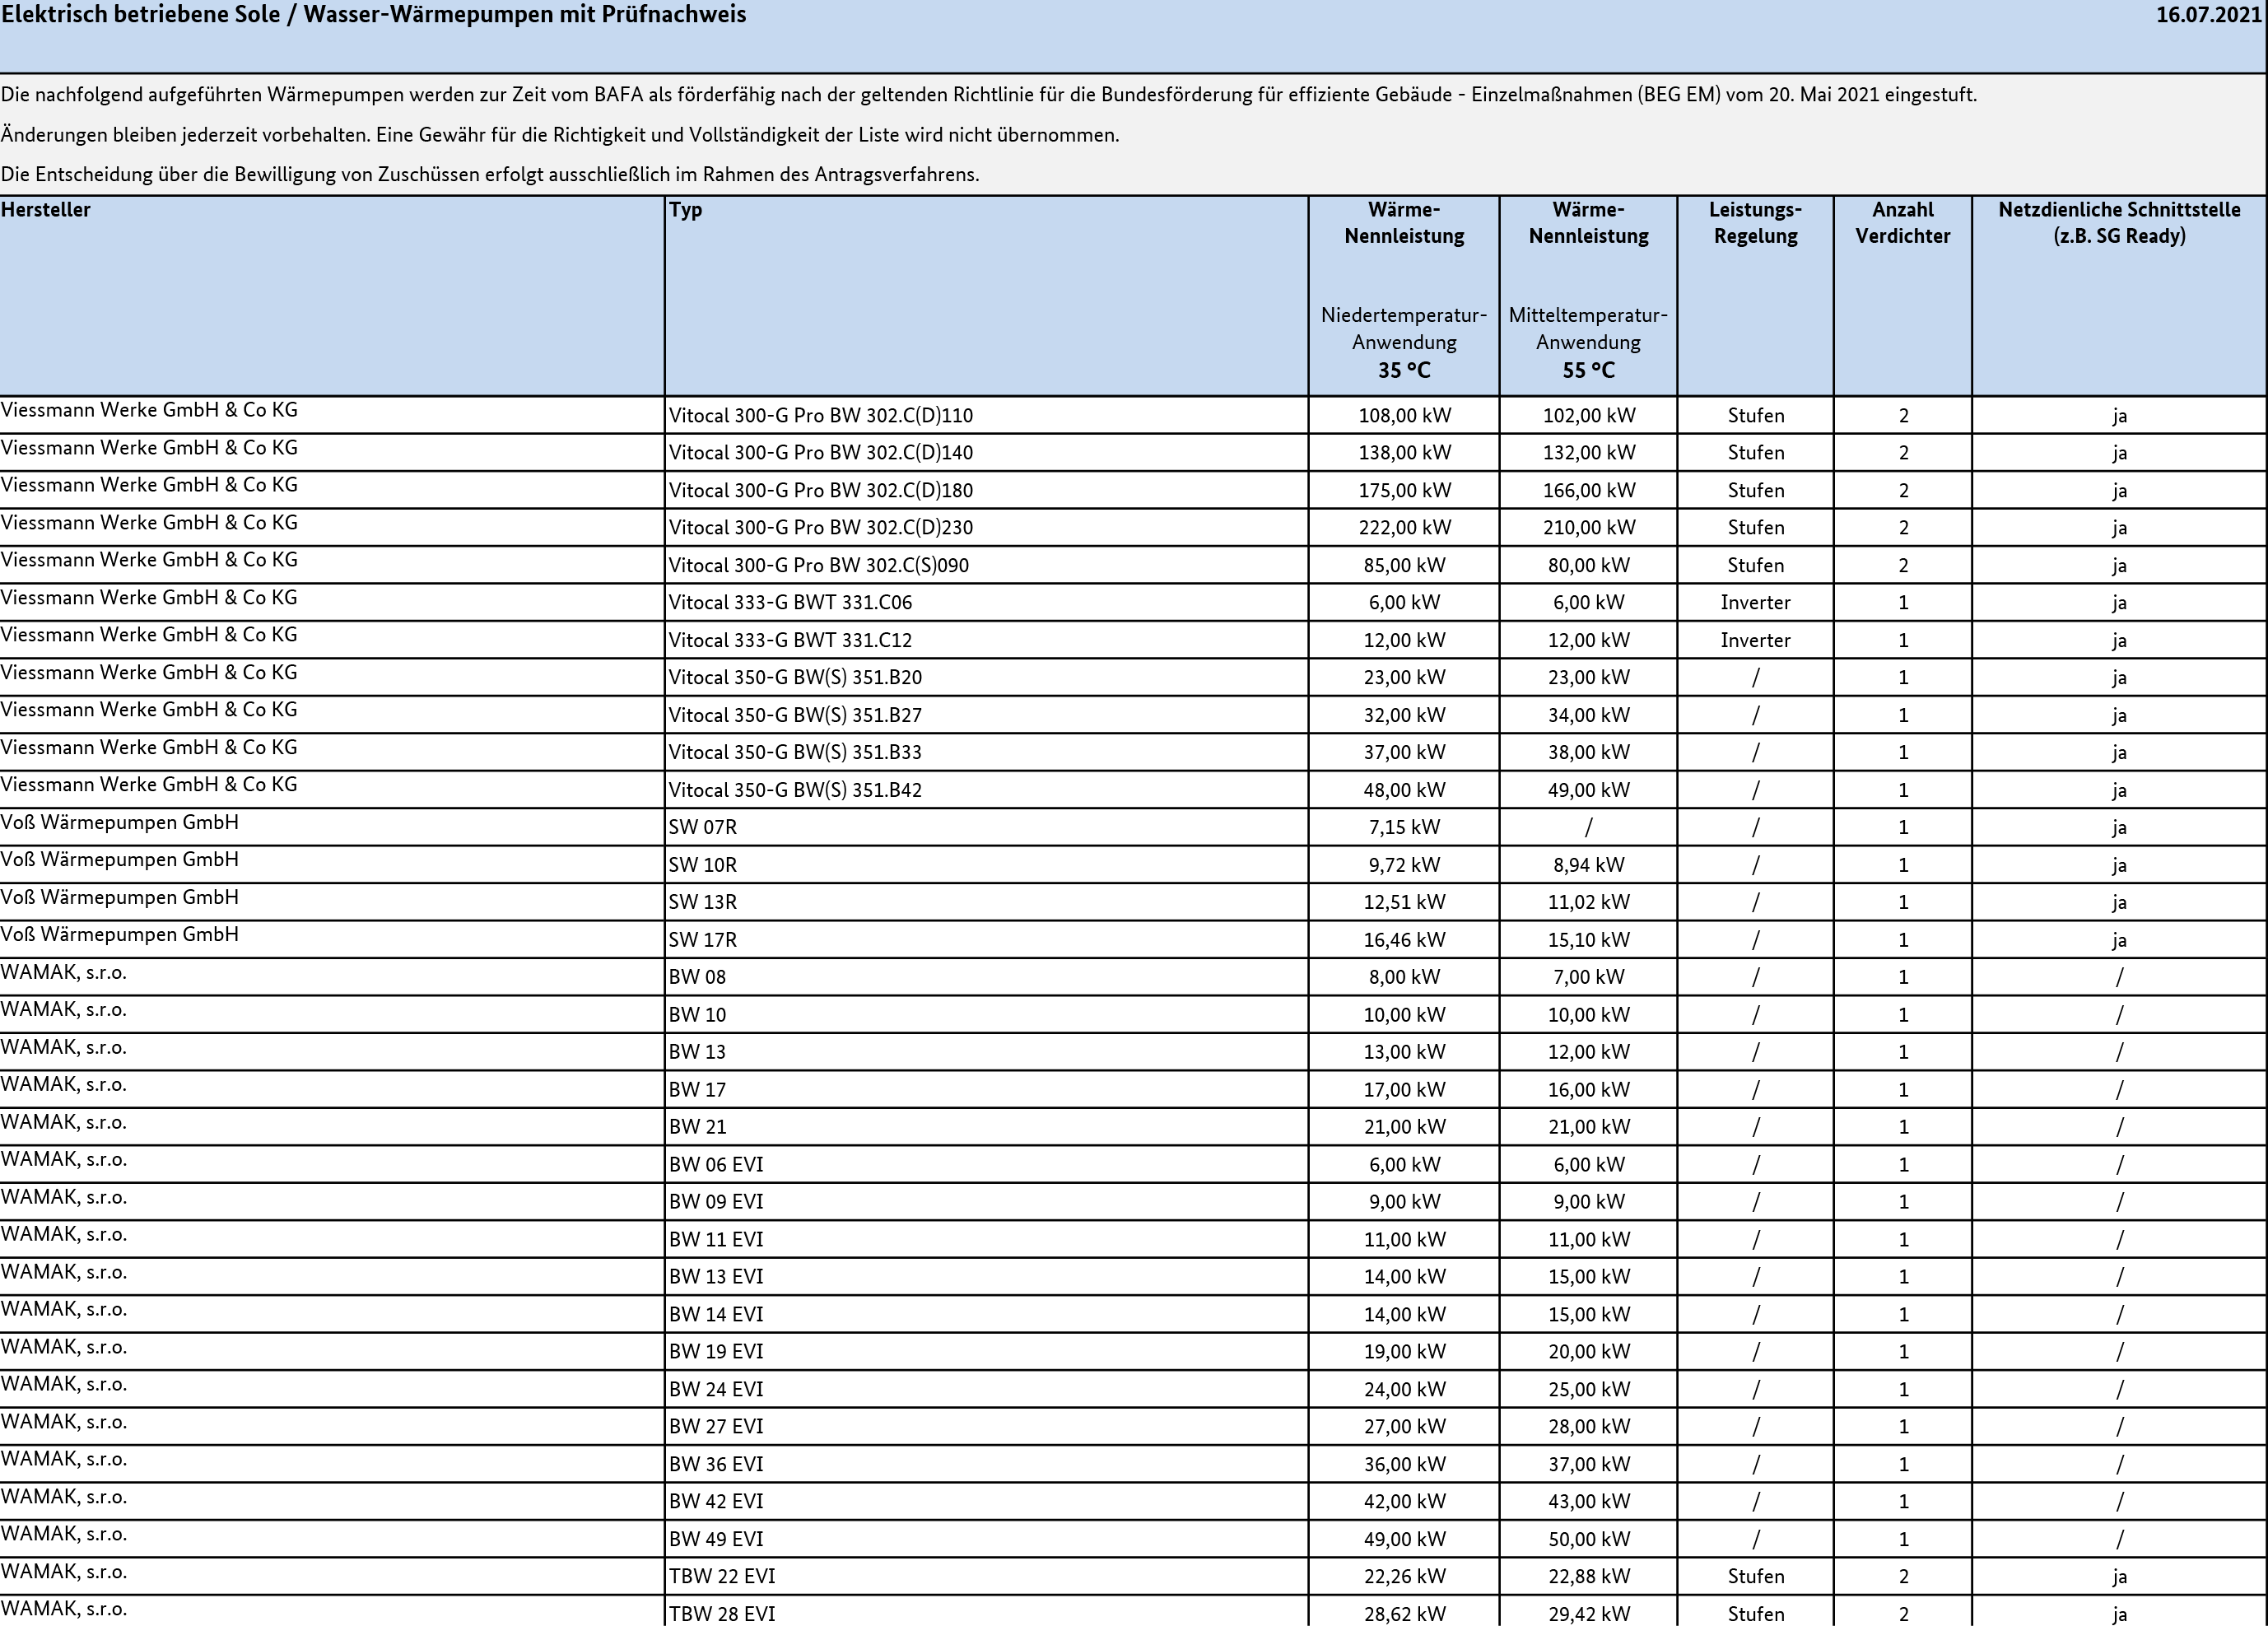 Elektrisch betriebene Sole / Wasser-Wärmepumpen mit Prüfnachweis 16.07.2021
Die nachfolgend aufgeführten Wärmepumpen werden zur Zeit vom BAFA als förderfähig nach der geltenden Richtlinie für die Bundesförderung für effiziente Gebäude - Einzelmaßnahmen (BEG EM) vom 20. Mai 2021 eingestuft.
Änderungen bleiben jederzeit vorbehalten. Eine Gewähr für die Richtigkeit und Vollständigkeit der Liste wird nicht übernommen.
Die Entscheidung über die Bewilligung von Zuschüssen erfolgt ausschließlich im Rahmen des Antragsverfahrens.
Hersteller Typ Wärme- Wärme- Leistungs- Anzahl Netzdienliche Schnittstelle
Nennleistung Nennleistung Regelung Verdichter (z.B. SG Ready)
Niedertemperatur- Mitteltemperatur-
Anwendung Anwendung
35 °C 55 °C
Viessmann Werke GmbH & Co KG Vitocal 300-G Pro BW 302.C(D)110 108,00 kW 102,00 kW Stufen 2 ja
Viessmann Werke GmbH & Co KG Vitocal 300-G Pro BW 302.C(D)140 138,00 kW 132,00 kW Stufen 2 ja
Viessmann Werke GmbH & Co KG Vitocal 300-G Pro BW 302.C(D)180 175,00 kW 166,00 kW Stufen 2 ja
Viessmann Werke GmbH & Co KG Vitocal 300-G Pro BW 302.C(D)230 222,00 kW 210,00 kW Stufen 2 ja
Viessmann Werke GmbH & Co KG Vitocal 300-G Pro BW 302.C(S)090 85,00 kW 80,00 kW Stufen 2 ja
Viessmann Werke GmbH & Co KG Vitocal 333-G BWT 331.C06 6,00 kW 6,00 kW Inverter 1 ja
Viessmann Werke GmbH & Co KG Vitocal 333-G BWT 331.C12 12,00 kW 12,00 kW Inverter 1 ja
Viessmann Werke GmbH & Co KG Vitocal 350-G BW(S) 351.B20 23,00 kW 23,00 kW / 1 ja
Viessmann Werke GmbH & Co KG Vitocal 350-G BW(S) 351.B27 32,00 kW 34,00 kW / 1 ja
Viessmann Werke GmbH & Co KG Vitocal 350-G BW(S) 351.B33 37,00 kW 38,00 kW / 1 ja
Viessmann Werke GmbH & Co KG Vitocal 350-G BW(S) 351.B42 48,00 kW 49,00 kW / 1 ja
Voß Wärmepumpen GmbH SW 07R 7,15 kW / / 1 ja
Voß Wärmepumpen GmbH SW 10R 9,72 kW 8,94 kW / 1 ja
Voß Wärmepumpen GmbH SW 13R 12,51 kW 11,02 kW / 1 ja
Voß Wärmepumpen GmbH SW 17R 16,46 kW 15,10 kW / 1 ja
WAMAK, s.r.o. BW 08 8,00 kW 7,00 kW / 1 /
WAMAK, s.r.o. BW 10 10,00 kW 10,00 kW / 1 /
WAMAK, s.r.o. BW 13 13,00 kW 12,00 kW / 1 /
WAMAK, s.r.o. BW 17 17,00 kW 16,00 kW / 1 /
WAMAK, s.r.o. BW 21 21,00 kW 21,00 kW / 1 /
WAMAK, s.r.o. BW 06 EVI 6,00 kW 6,00 kW / 1 /
WAMAK, s.r.o. BW 09 EVI 9,00 kW 9,00 kW / 1 /
WAMAK, s.r.o. BW 11 EVI 11,00 kW 11,00 kW / 1 /
WAMAK, s.r.o. BW 13 EVI 14,00 kW 15,00 kW / 1 /
WAMAK, s.r.o. BW 14 EVI 14,00 kW 15,00 kW / 1 /
WAMAK, s.r.o. BW 19 EVI 19,00 kW 20,00 kW / 1 /
WAMAK, s.r.o. BW 24 EVI 24,00 kW 25,00 kW / 1 /
WAMAK, s.r.o. BW 27 EVI 27,00 kW 28,00 kW / 1 /
WAMAK, s.r.o. BW 36 EVI 36,00 kW 37,00 kW / 1 /
WAMAK, s.r.o. BW 42 EVI 42,00 kW 43,00 kW / 1 /
WAMAK, s.r.o. BW 49 EVI 49,00 kW 50,00 kW / 1 /
WAMAK, s.r.o. TBW 22 EVI 22,26 kW 22,88 kW Stufen 2 ja
WAMAK, s.r.o. TBW 28 EVI 28,62 kW 29,42 kW Stufen 2 ja